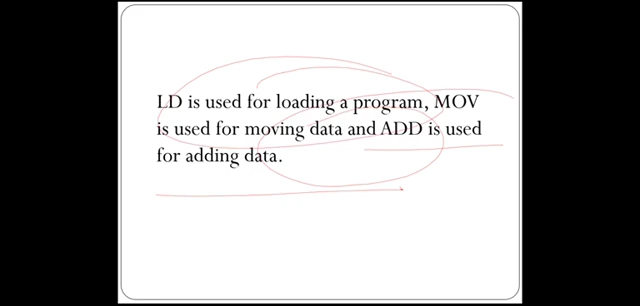 LD is used for loading a program, MOV
is used for moving data and ADD is used
for adding data.